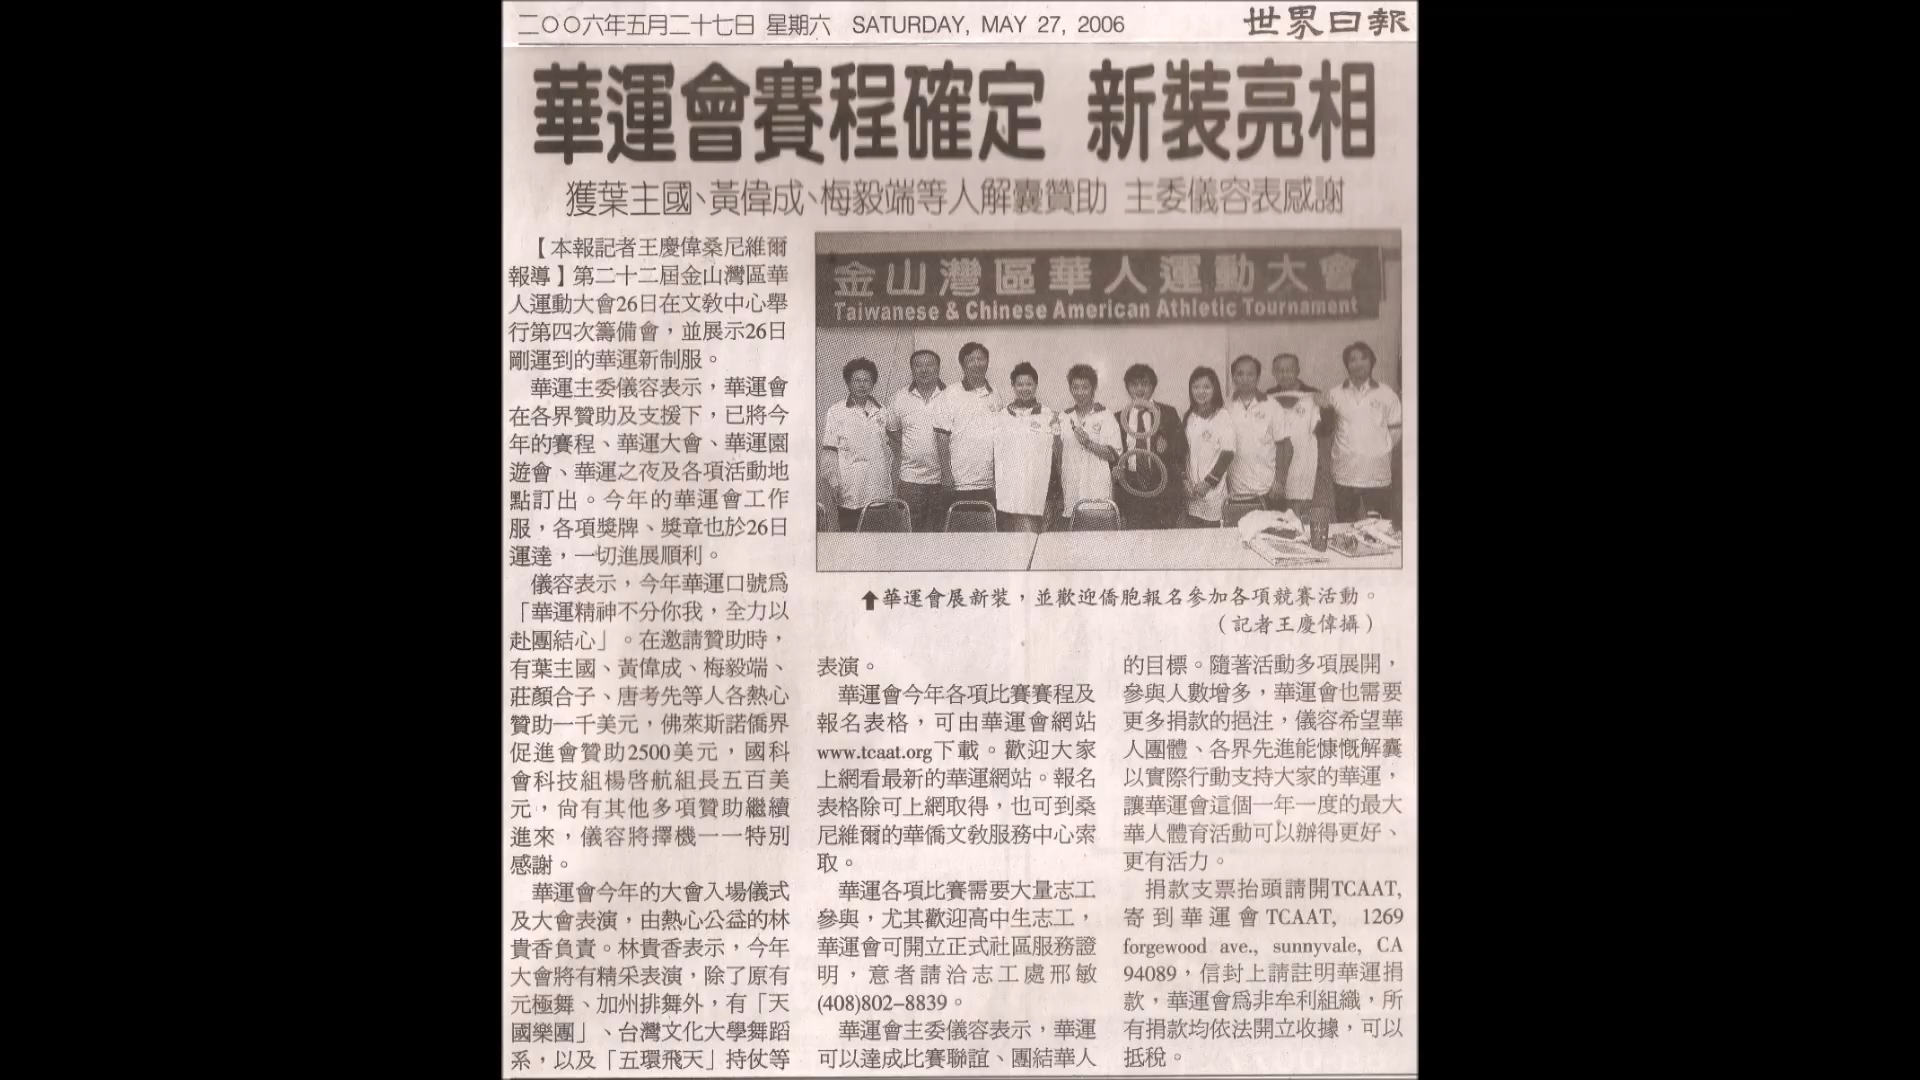 二〇〇六年五月二十七日 星期六 SATURDAY, MAY 27, 2006
世界日報
華運會賽程確定 新裝亮相
獲葉主國、黃偉成、梅毅端等人解囊贊助 主委儀容表感謝
【本報記者王慶偉桑尼維爾
報導】第二十二屆金山灣區華
人運動大會26日在文教中心舉
行第四次籌備會，並展示26日
剛運到的華運新制服。
華運主委儀容表示，華運會
在各界贊助及支援下，已將今
年的賽程、華運大會、華運園
遊會、華運之夜及各項活動地
點訂出。今年的華運會工作
服，各項獎牌、獎章也於26日
運達，一切進展順利。
儀容表示，今年華運口號為
「華運精神不分你我，全力以
赴團結心」。在邀請贊助時，
有葉主國、黃偉成、梅毅端、
莊顏合子、唐考先等人各熱心
贊助一千美元，佛萊斯諾僑界
促進會贊助2500美元，國科
會科技組楊啓航組長五百美
元，尚有其他多項贊助繼續
進來，儀容將擇機一一特別
感謝。
華運會今年的大會入場儀式
及大會表演，由熱心公益的林
貴香負責。林貴香表示，今年
大會將有精采表演，除了原有
元極舞、加州排舞外，有「天
國樂團」、台灣文化大學舞蹈
系，以及「五環飛天」持仗等
金山灣區華人運動大會
Taiwanese & Chinese American Athletic Tournament
⬆華運會展新裝，並歡迎僑胞報名參加各項競賽活動。
（記者王慶偉攝）
表演。
華運會今年各項比賽賽程及
報名表格，可由華運會網站
www.tcaat.org下載。歡迎大家
上網看最新的華運網站。報名
表格除可上網取得，也可到桑
尼維爾的華僑文教服務中心索
取。
華運各項比賽需要大量志工
參與，尤其歡迎高中生志工，
華運會可開立正式社區服務證
明，意者請洽志工處邢敏
(408)802–8839。
華運會主委儀容表示，華運
可以達成比賽聯誼、團結華人
的目標。隨著活動多項展開，
參與人數增多，華運會也需要
更多捐款的挹注，儀容希望華
人團體、各界先進能慷慨解囊
以實際行動支持大家的華運，
讓華運會這個一年一度的最大
華人體育活動可以辦得更好、
更有活力。
捐款支票抬頭請開TCAAT,
寄到華運會TCAAT, 1269
forgewood ave., sunnyvale, CA
94089，信封上請註明華運捐
款，華運會為非牟利組織，所
有捐款均依法開立收據，可以
抵稅。